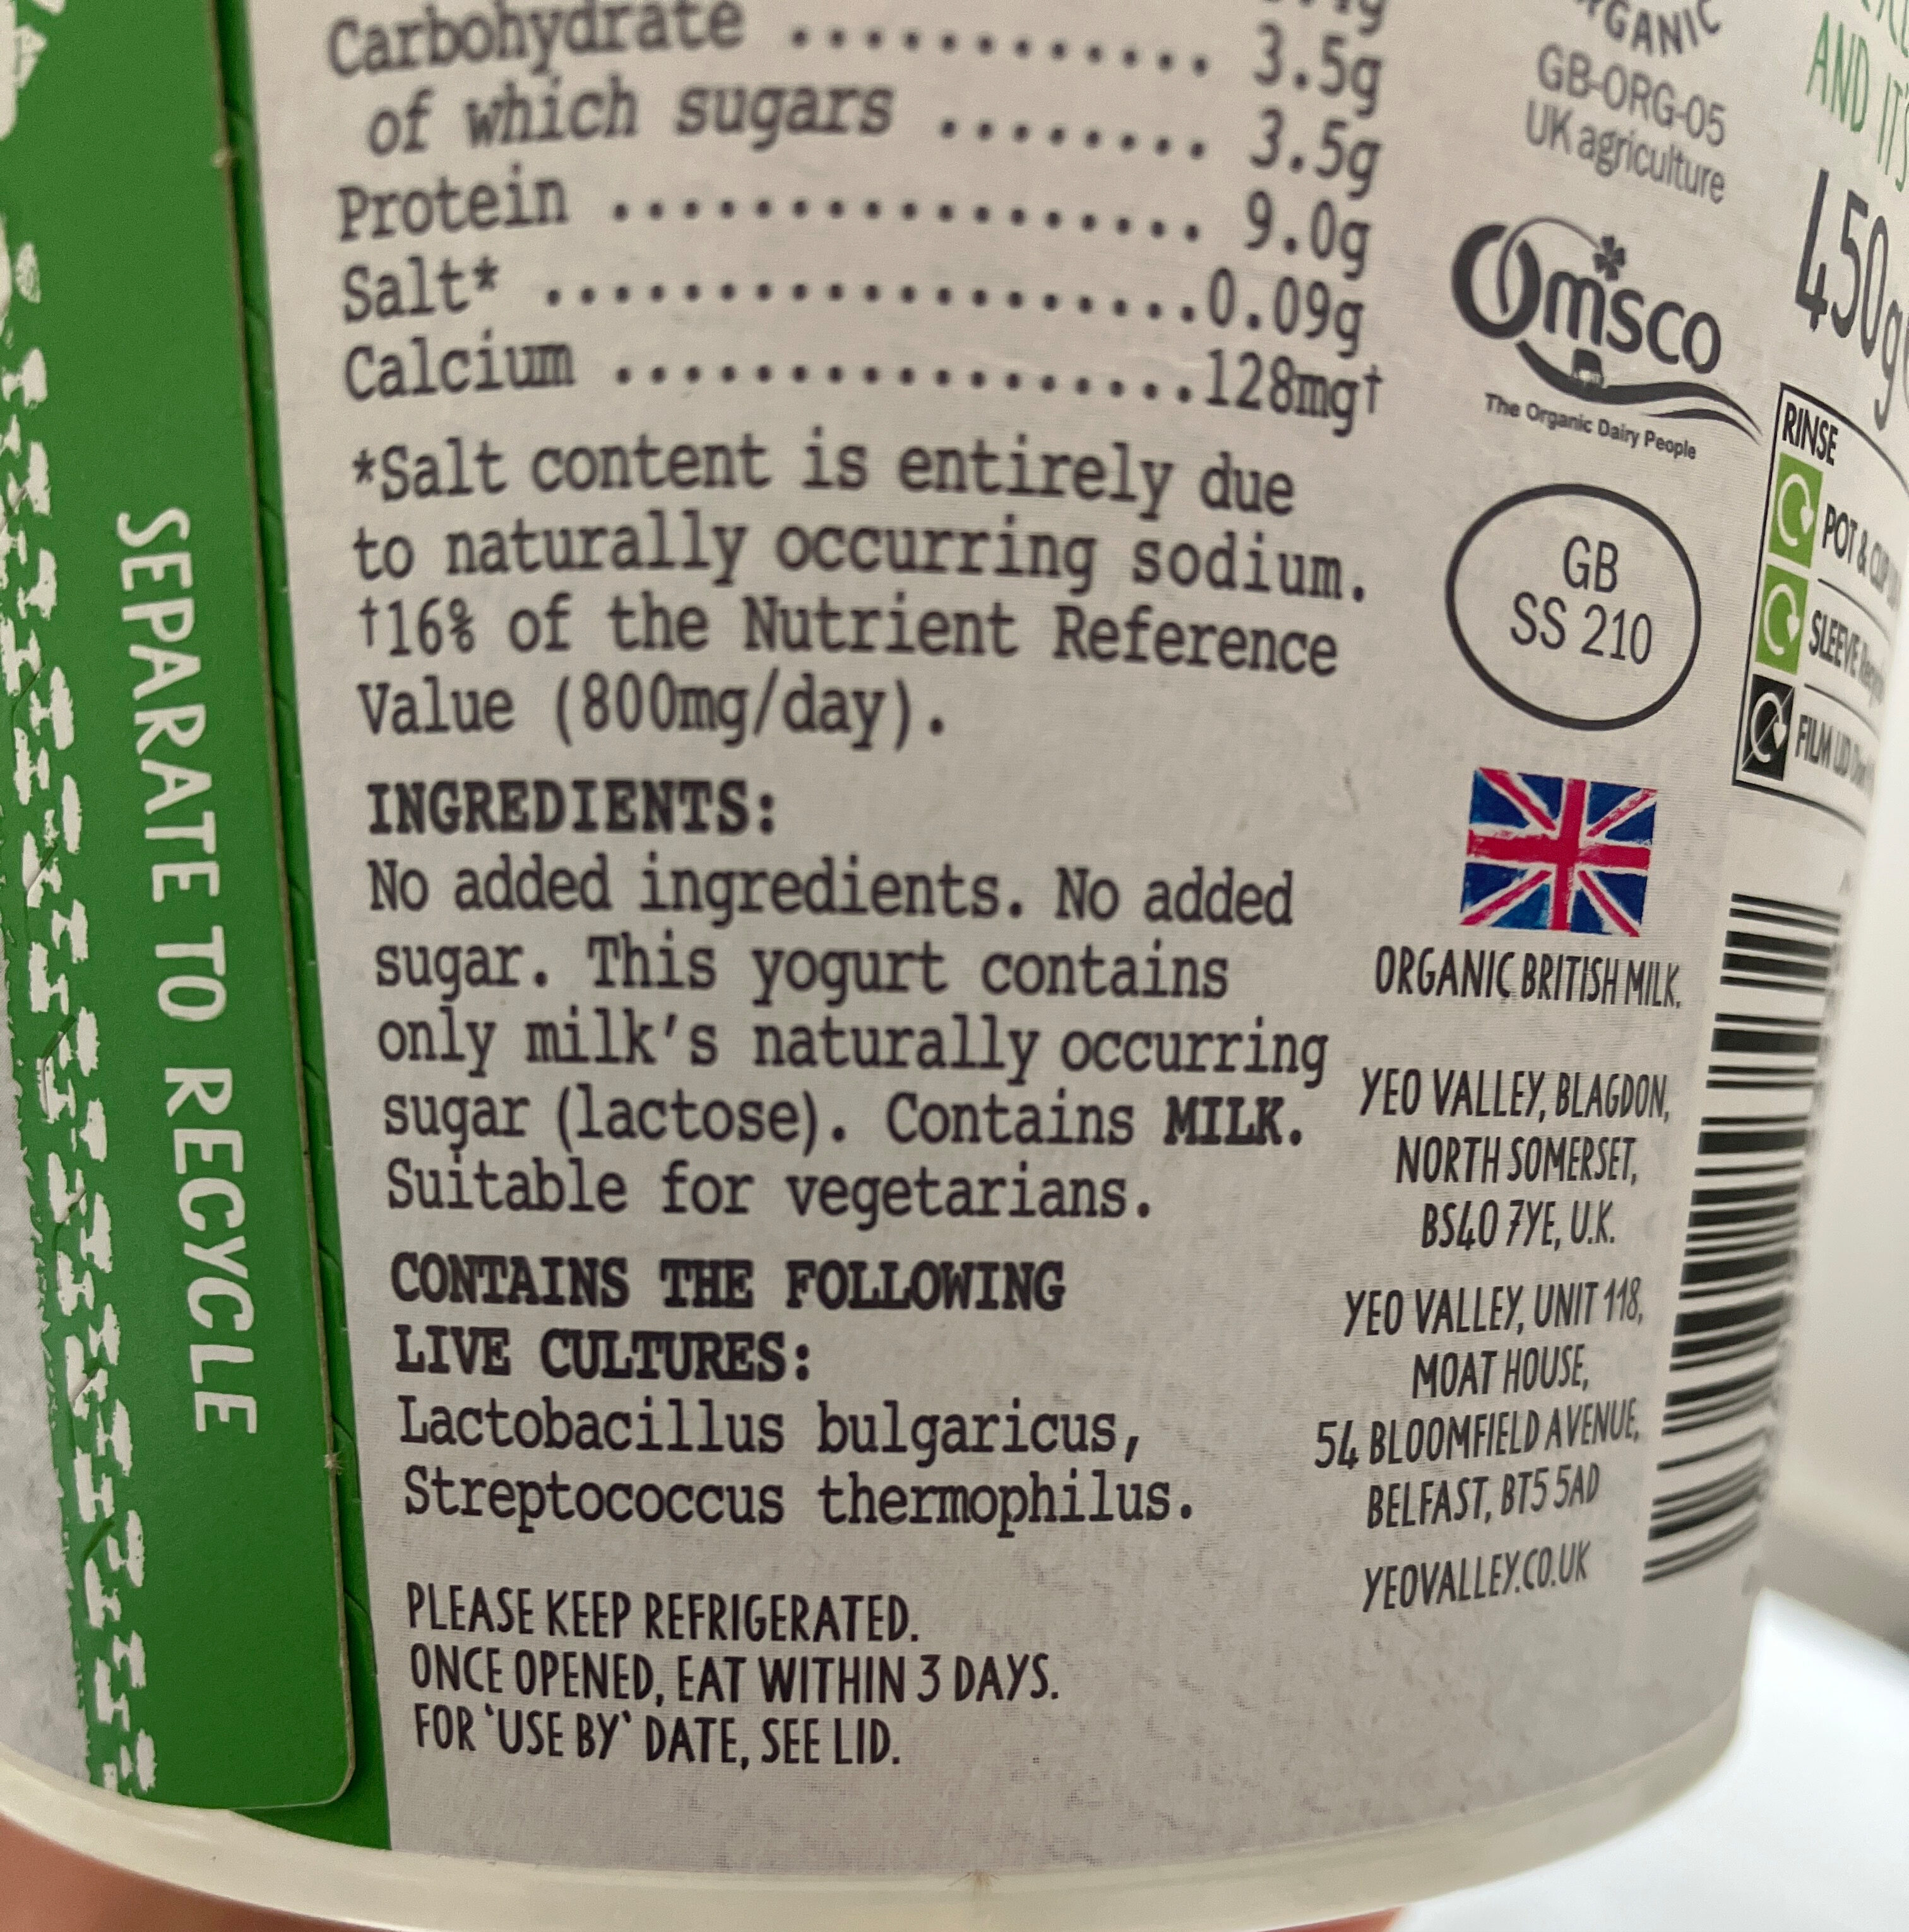 Carbohydrate ............. 3.5g
of which sugars ........ 3.5g
Protein .................. 9.0g
Salt* ....................0.09g
Calcium .................128mg†
*Salt content is entirely due
to naturally occurring sodium.
†16% of the Nutrient Reference
Value (800mg/day).
INGREDIENTS:
No added ingredients. No added
sugar. This yogurt contains
only milk's naturally occurring
sugar (lactose). Contains MILK.
Suitable for vegetarians.
CONTAINS THE FOLLOWING
LIVE CULTURES:
Lactobacillus bulgaricus,
Streptococcus thermophilus.
PLEASE KEEP REFRIGERATED.
ONCE OPENED, EAT WITHIN 3 DAYS.
FOR 'USE BY' DATE, SEE LID.
SEPARATE TO RECYCLE
GB-ORG-05
UK agriculture
Omsco
The Organic Dairy People
GB
SS 210
ORGANIC BRITISH MILK.
YEO VALLEY, BLAGDON,
NORTH SOMERSET,
BS40 7YE, U.K.
YEO VALLEY, UNIT 118,
MOAT HOUSE,
54 BLOOMFIELD AVENUE,
BELFAST, BT5 5AD
YEOVALLEY.CO.UK
AND IT'S
450g
RINSE
POT &
SLEEVE
FILM LID